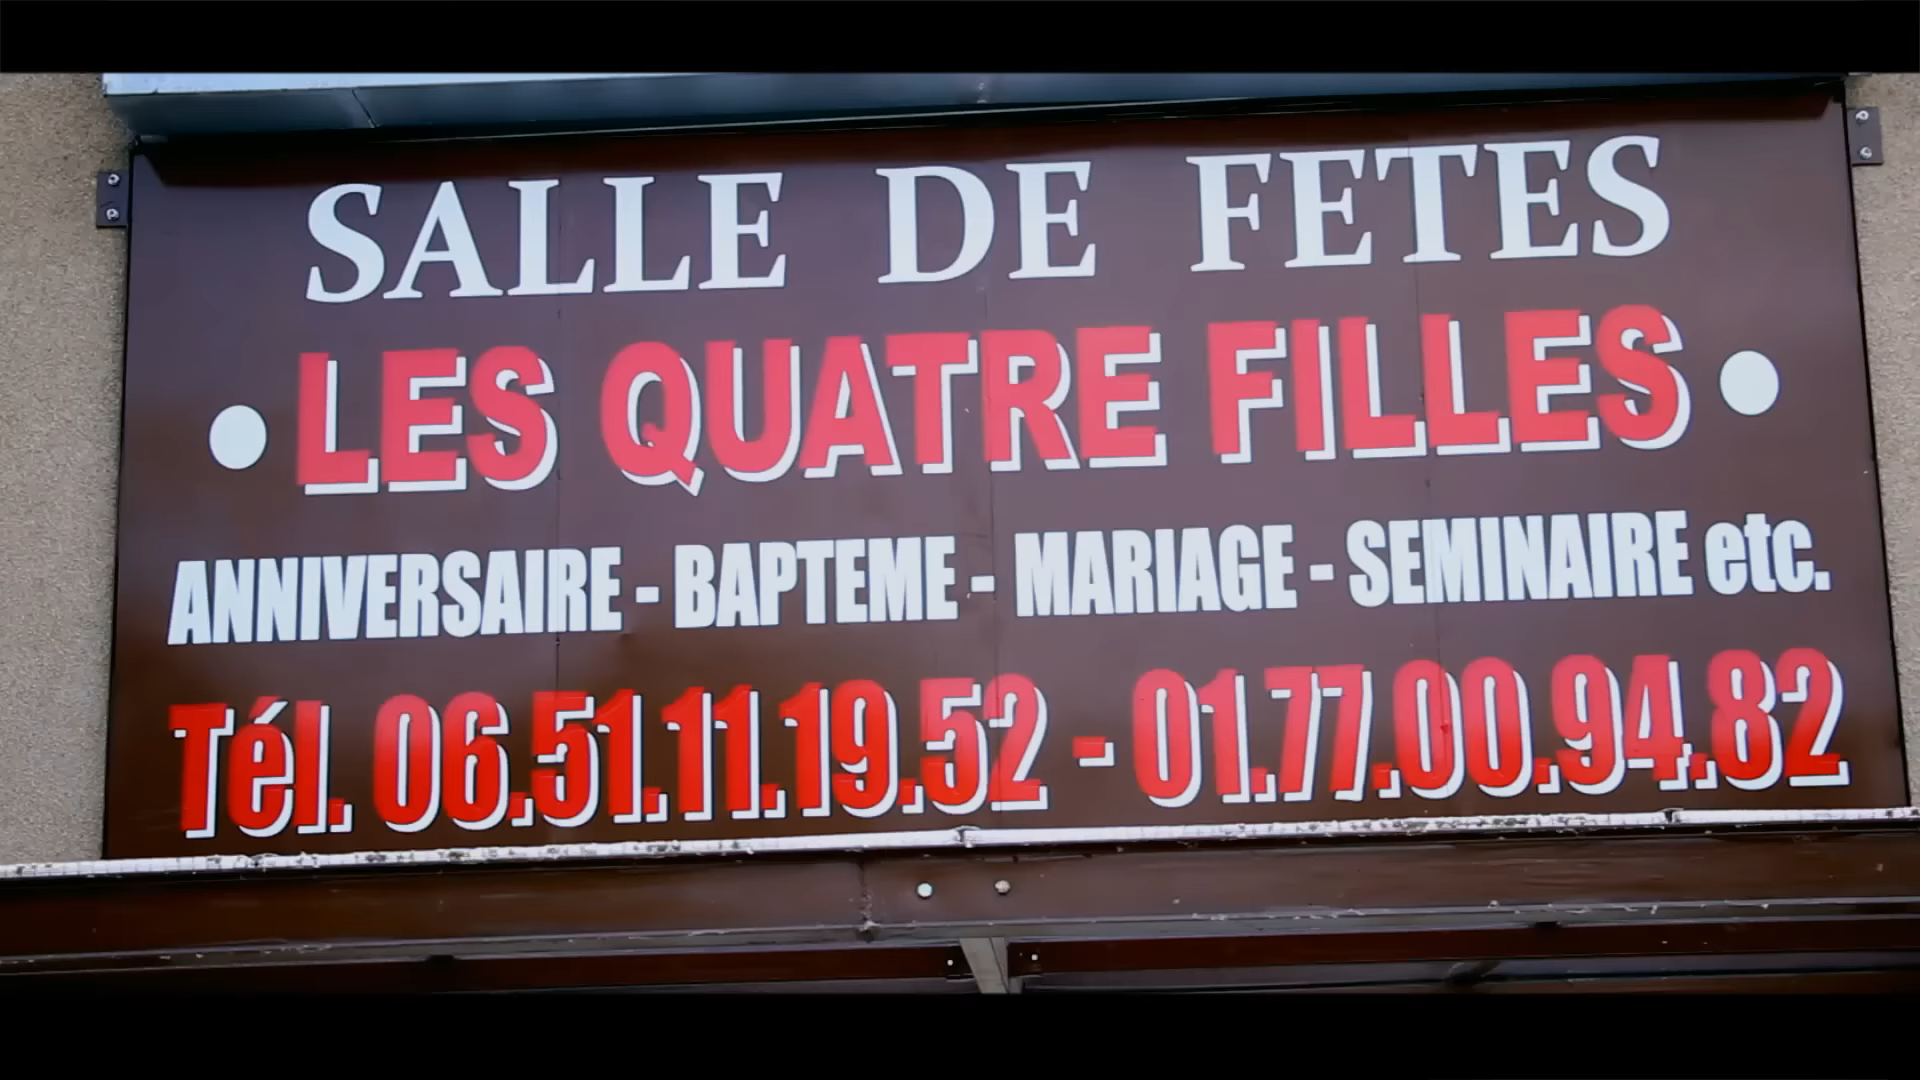 SALLE DE FETES
• LES QUATRE FILLES •
ANNIVERSAIRE - BAPTEME - MARIAGE - SEMINAIRE etc.
Tél. 06.51.11.19.52 - 01.77.00.94.82